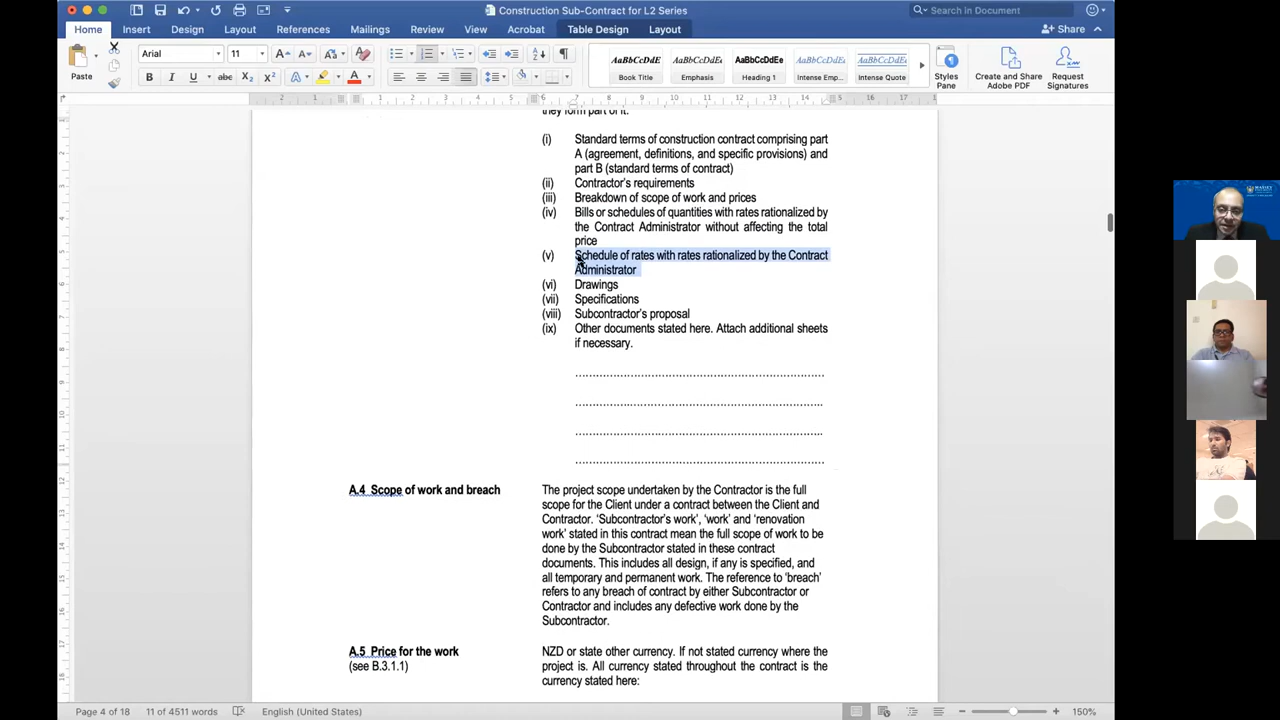 Construction Sub-Contract for L2 Series
Search in Document
Home Insert Design Layout References Mailings Review View Acrobat Table Design Layout
Share
Paste
Arial 11
B I U abc X2 X2 A
AaBbCcDdEe AaBbCcDdEe AaBbCcDdEe AaBbCcDdEe AaBbCcDdEe
Book Title Emphasis Heading 1 Intense Emp... Intense Quote
Styles Pane
Create and Share Adobe PDF
Request Signatures
they form part of it.
(i) Standard terms of construction contract comprising part
A (agreement, definitions, and specific provisions) and
part B (standard terms of contract)
(ii) Contractor's requirements
(iii) Breakdown of scope of work and prices
(iv) Bills or schedules of quantities with rates rationalized by
the Contract Administrator without affecting the total
price
(v) Schedule of rates with rates rationalized by the Contract
Administrator
(vi) Drawings
(vii) Specifications
(viii) Subcontractor's proposal
(ix) Other documents stated here. Attach additional sheets
if necessary.
A.4 Scope of work and breach
The project scope undertaken by the Contractor is the full
scope for the Client under a contract between the Client and
Contractor. 'Subcontractor's work', 'work' and 'renovation
work' stated in this contract mean the full scope of work to be
done by the Subcontractor stated in these contract
documents. This includes all design, if any is specified, and
all temporary and permanent work. The reference to 'breach'
refers to any breach of contract by either Subcontractor or
Contractor and includes any defective work done by the
Subcontractor.
A.5 Price for the work
(see B.3.1.1)
NZD or state other currency. If not stated currency where the
project is. All currency stated throughout the contract is the
currency stated here:
Page 4 of 18 11 of 4511 words English (United States) 150%